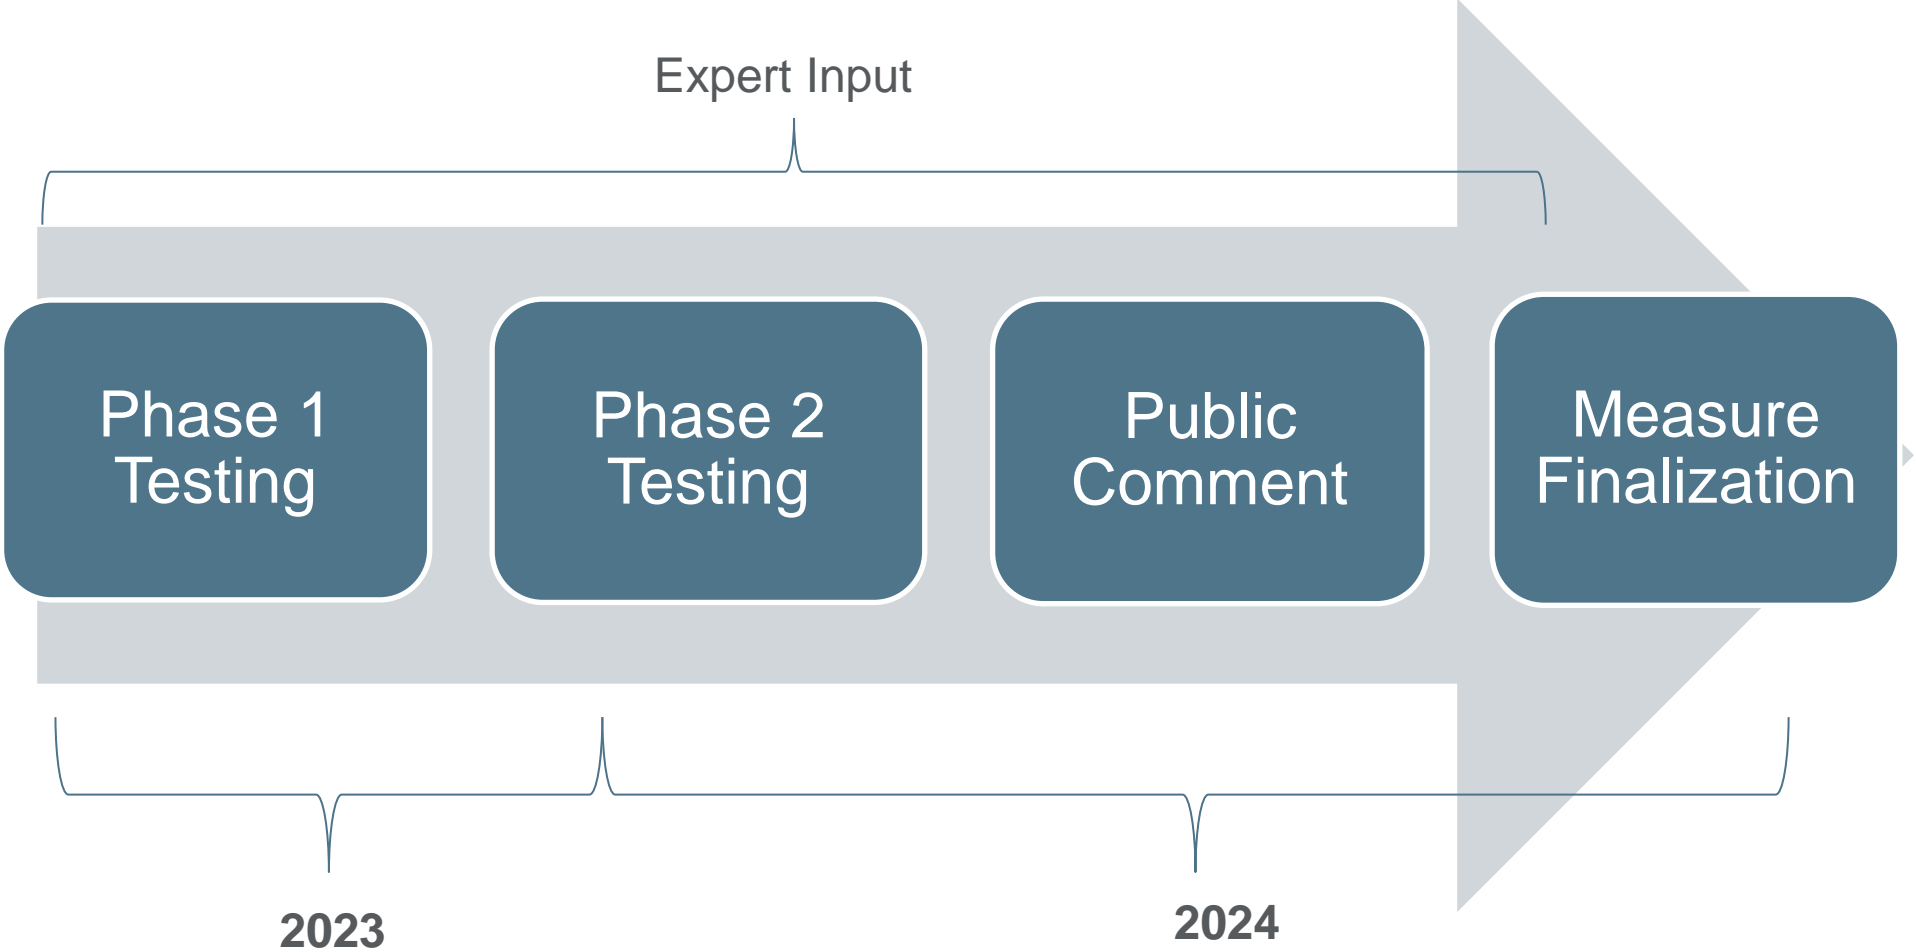 Expert Input
Phase 1
Testing
Phase 2
Testing
Public
Comment
Measure
Finalization
2023
2024